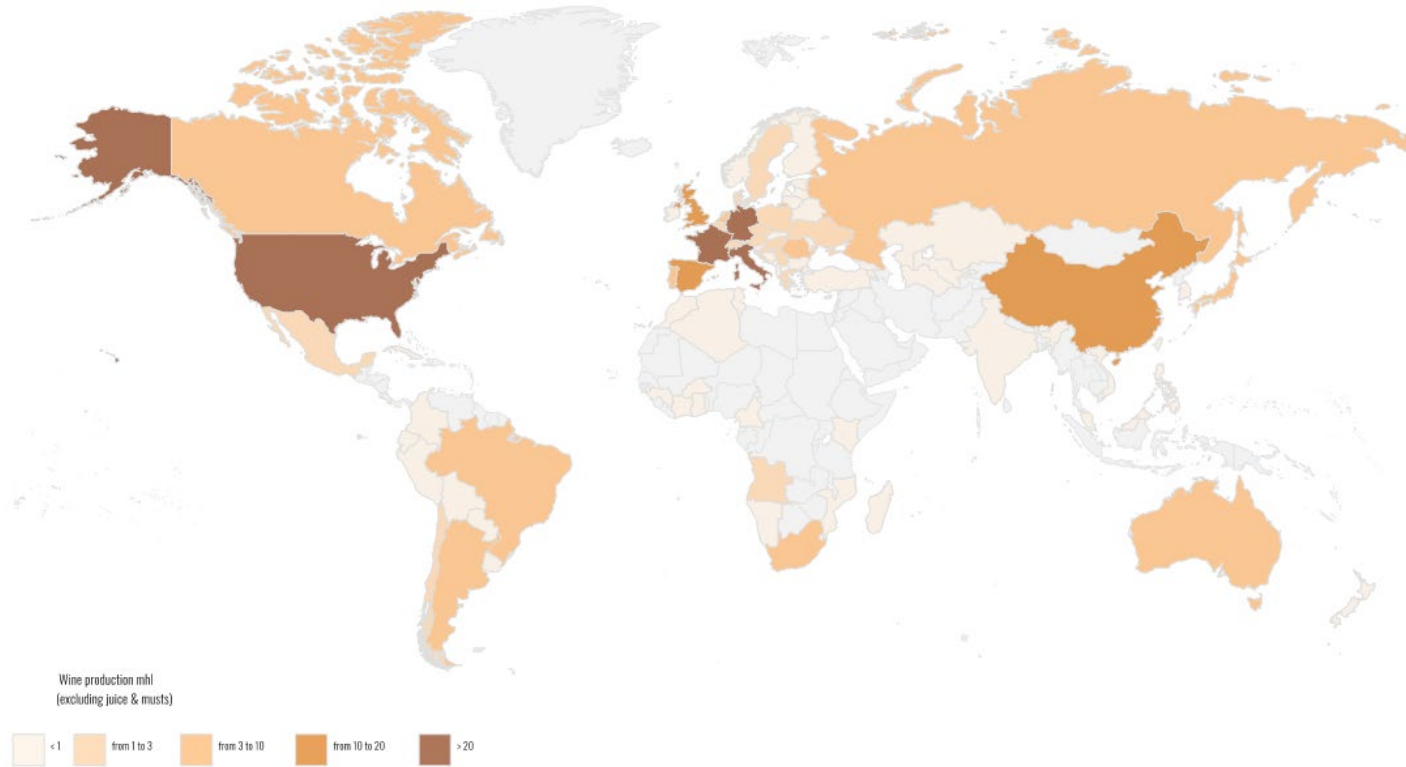 Wine production mhl
(excluding juice & musts)
< 1
from 1 to 3
from 3 to 10
from 10 to 20
> 20